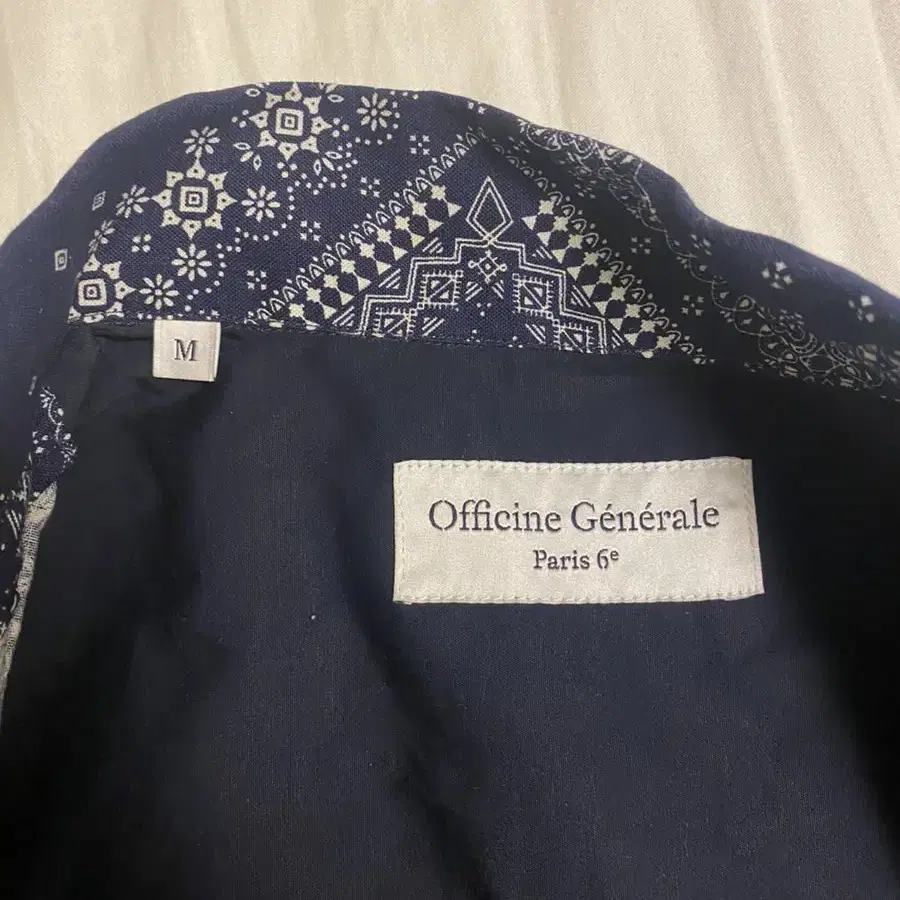 M
Officine Générale
Paris 6ᵉ